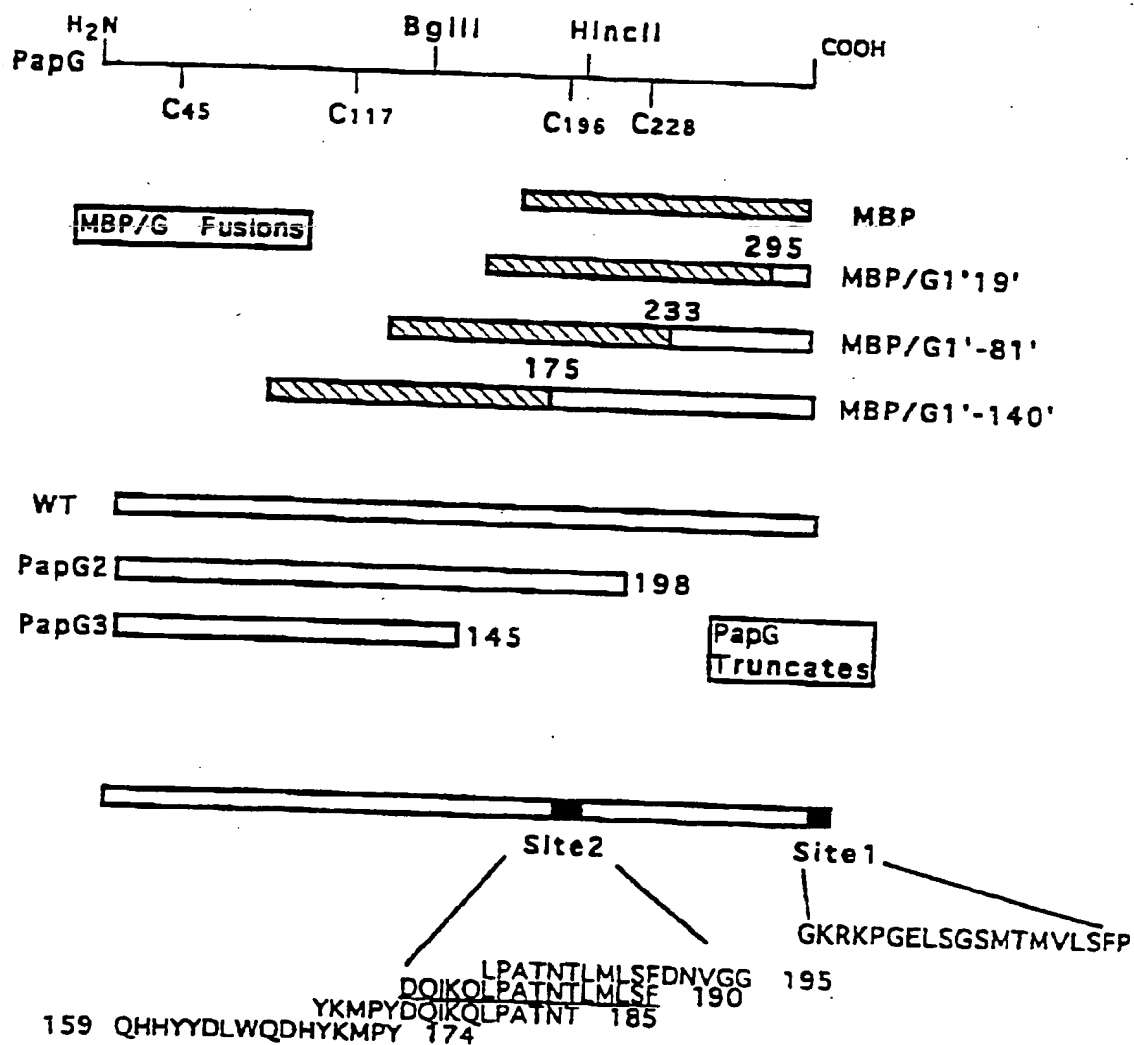 H2N
BglII
HincII
COOH
PapG
C45
C117
C196
C228
MBP/G Fusions
MBP
295
MBP/G1'19'
233
MBP/G1'-81'
175
MBP/G1'-140'
WT
PapG2
198
PapG3
145
PapG
Truncates
Site2
Site1
GKRKPGELSGSMTMVLSFP
LPATNTLMLSFDNVGG 195
DQIKQLPATNTLMLSF 190
YKMPYDQIKQLPATNT 185
159 QHHYYDLWQDHYKMPY 174